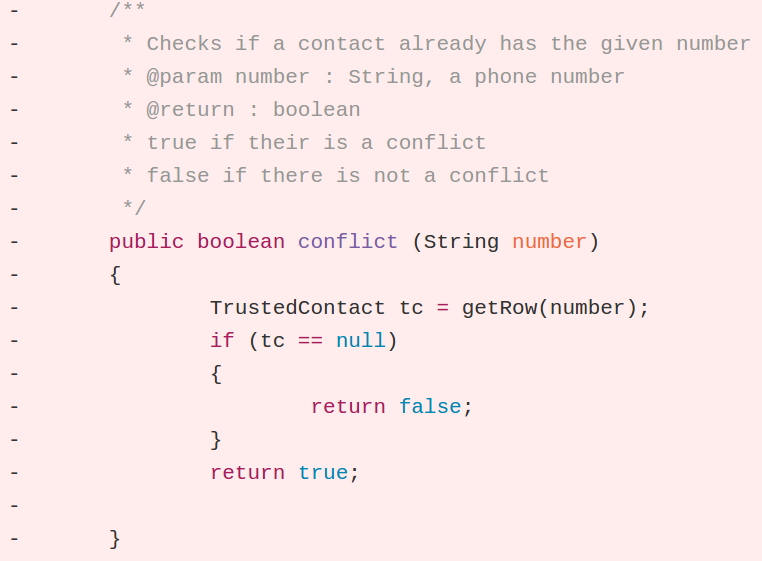 -       /**
-        * Checks if a contact already has the given number
-        * @param number : String, a phone number
-        * @return : boolean
-        * true if their is a conflict
-        * false if there is not a conflict
-        */
-       public boolean conflict (String number)
-       {
-               TrustedContact tc = getRow(number);
-               if (tc == null)
-               {
-                       return false;
-               }
-               return true;
-
-       }